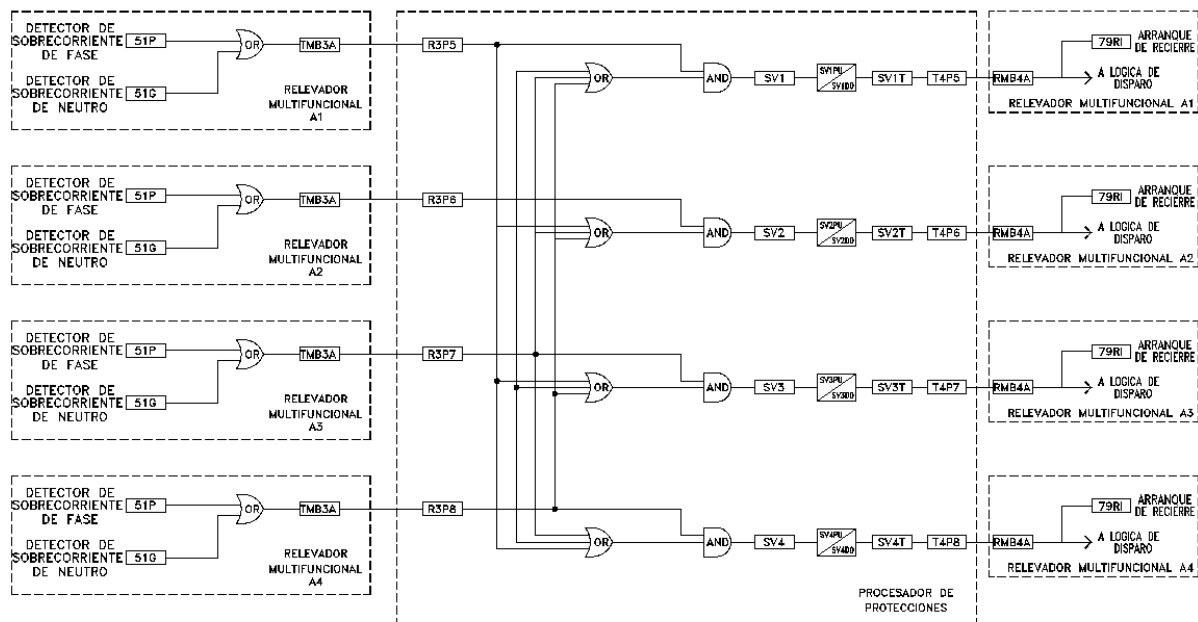 DETECTOR DE
SOBRECORRIENTE 51P
DE FASE
OR
TMB3A
DETECTOR DE
SOBRECORRIENTE 51G
DE NEUTRO
RELEVADOR
MULTIFUNCIONAL
A1
R3P5
OR
AND
SV1
SV1PU
SV1DO
SV1T
T4P5
RMB4A
79RI
ARRANQUE
DE RECIERRE
A LOGICA DE
DISPARO
RELEVADOR MULTIFUNCIONAL A1
DETECTOR DE
SOBRECORRIENTE 51P
DE FASE
OR
TMB3A
DETECTOR DE
SOBRECORRIENTE 51G
DE NEUTRO
RELEVADOR
MULTIFUNCIONAL
A2
R3P6
OR
AND
SV2
SV2PU
SV2DO
SV2T
T4P6
RMB4A
79RI
ARRANQUE
DE RECIERRE
A LOGICA DE
DISPARO
RELEVADOR MULTIFUNCIONAL A2
DETECTOR DE
SOBRECORRIENTE 51P
DE FASE
OR
TMB3A
DETECTOR DE
SOBRECORRIENTE 51G
DE NEUTRO
RELEVADOR
MULTIFUNCIONAL
A3
R3P7
OR
AND
SV3
SV3PU
SV3DO
SV3T
T4P7
RMB4A
79RI
ARRANQUE
DE RECIERRE
A LOGICA DE
DISPARO
RELEVADOR MULTIFUNCIONAL A3
DETECTOR DE
SOBRECORRIENTE 51P
DE FASE
OR
TMB3A
DETECTOR DE
SOBRECORRIENTE 51G
DE NEUTRO
RELEVADOR
MULTIFUNCIONAL
A4
R3P8
OR
AND
SV4
SV4PU
SV4DO
SV4T
T4P8
RMB4A
79RI
ARRANQUE
DE RECIERRE
A LOGICA DE
DISPARO
RELEVADOR MULTIFUNCIONAL A4
PROCESADOR DE
PROTECCIONES